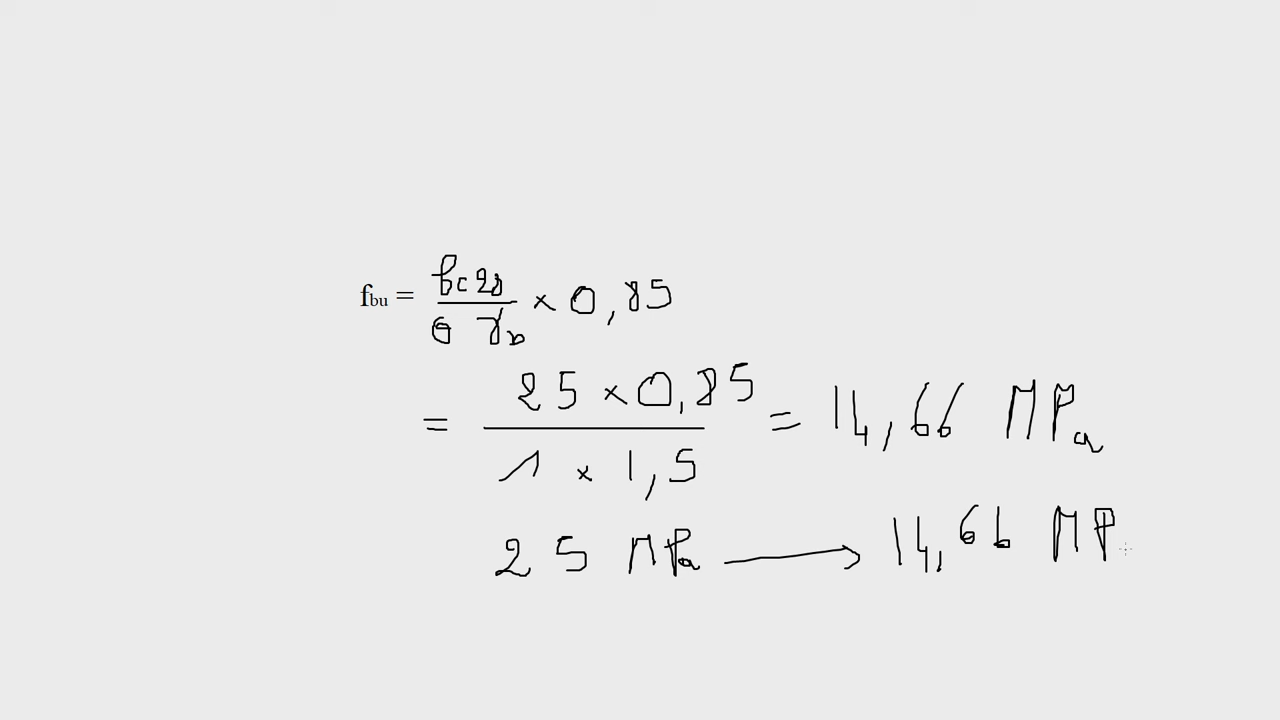 fbu = fc28 / θ γb × 0,85
= 25 × 0,85 / 1 × 1,5 = 14,66 MPa
25 MPa → 14,66 MP